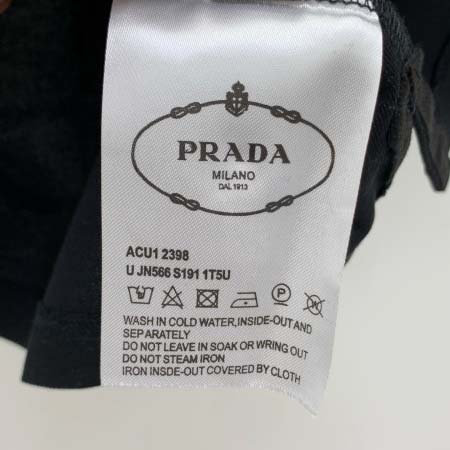 PRADA
MILANO
DAL 1913
ACU1 2398
U JN566 S191 1T5U
WASH IN COLD WATER,INSIDE-OUT AND
SEPARATELY
DO NOT LEAVE IN SOAK OR WRING OUT
DO NOT STEAM IRON
IRON INSDE-OUT COVERED BY CLOTH